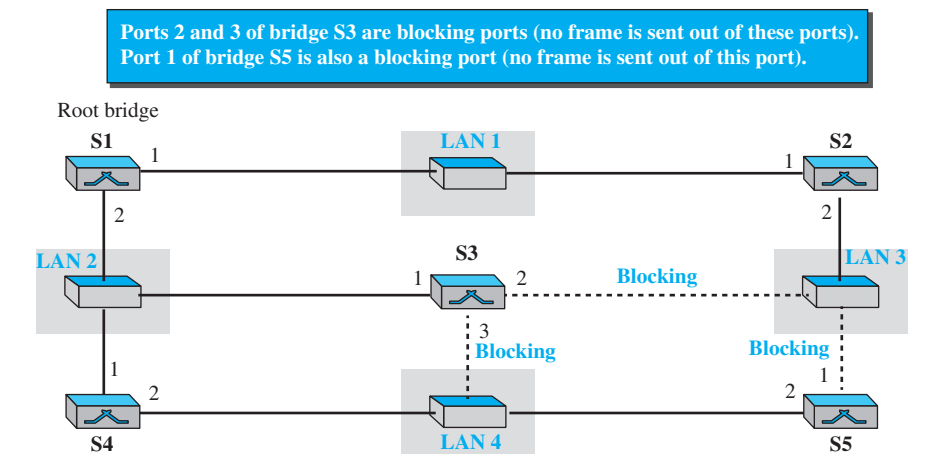 Ports 2 and 3 of bridge S3 are blocking ports (no frame is sent out of these ports).
Port 1 of bridge S5 is also a blocking port (no frame is sent out of this port).
Root bridge
S1
LAN 1
S2
1
1
2
2
LAN 2
S3
LAN 3
1
2
Blocking
3
Blocking
Blocking
1
1
2
2
S4
LAN 4
S5